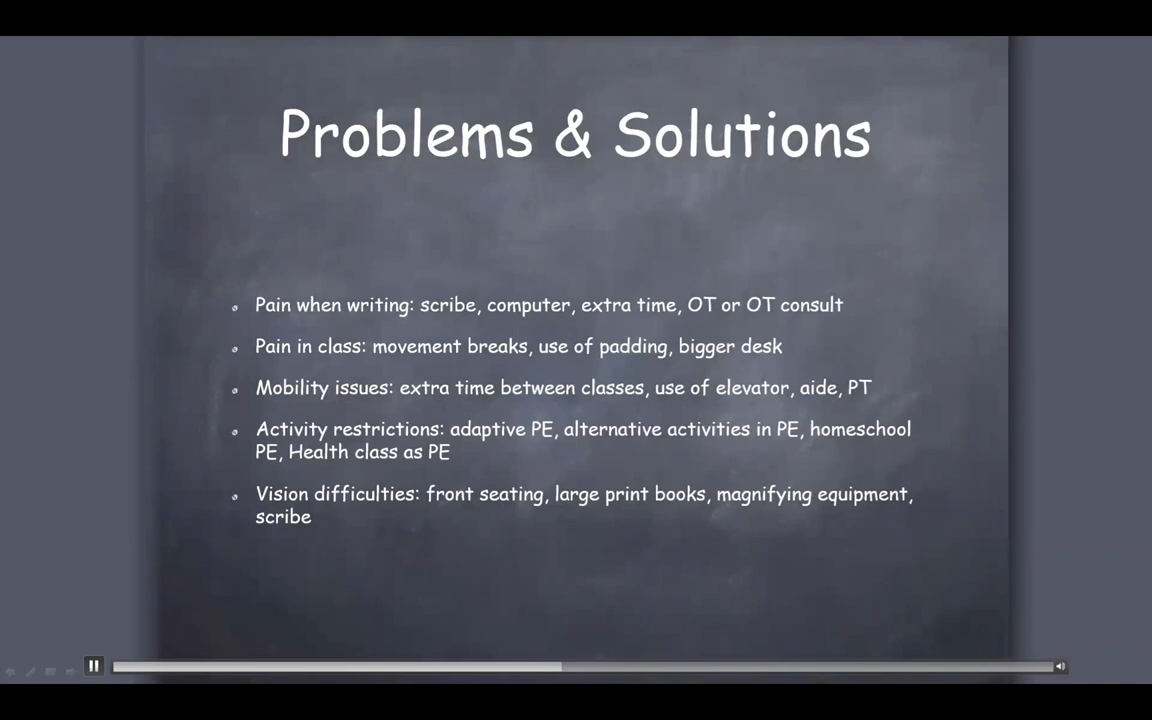 Problems & Solutions
Pain when writing: scribe, computer, extra time, OT or OT consult
Pain in class: movement breaks, use of padding, bigger desk
Mobility issues: extra time between classes, use of elevator, aide, PT
Activity restrictions: adaptive PE, alternative activities in PE, homeschool
PE, Health class as PE
Vision difficulties: front seating, large print books, magnifying equipment,
scribe